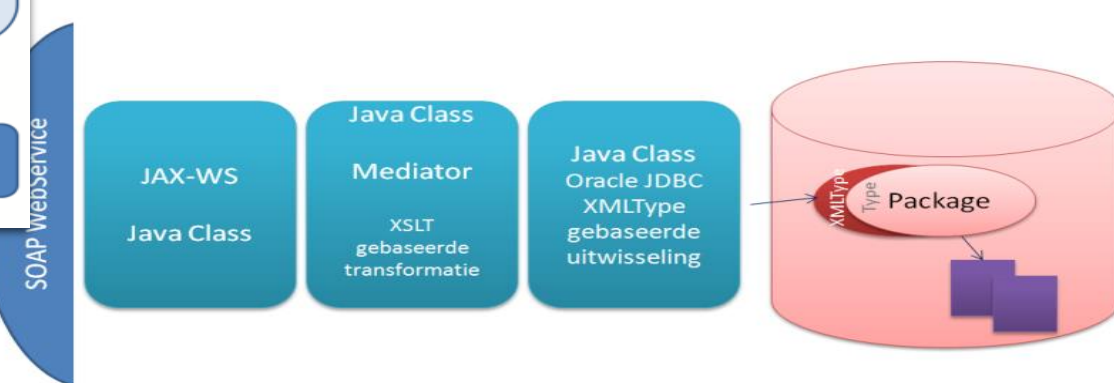 SOAP WebService
JAX-WS
Java Class
Java Class
Mediator
XSLT
gebaseerde
transformatie
Java Class
Oracle JDBC
XMLType
gebaseerde
uitwisseling
XMLType
Type
Package